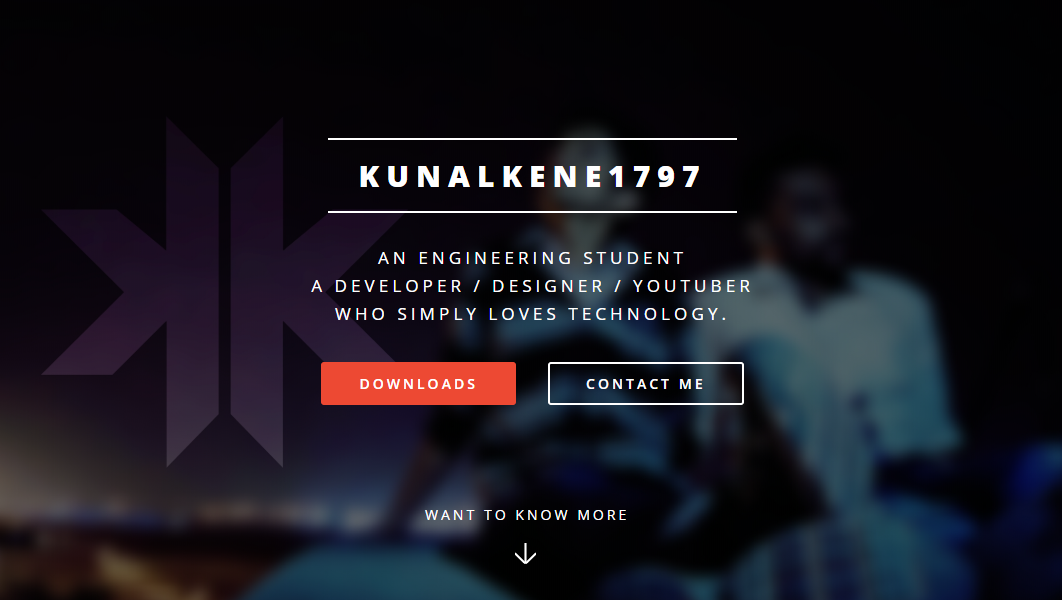 KUNALKENE1797
AN ENGINEERING STUDENT
A DEVELOPER / DESIGNER / YOUTUBER
WHO SIMPLY LOVES TECHNOLOGY.
DOWNLOADS
CONTACT ME
WANT TO KNOW MORE